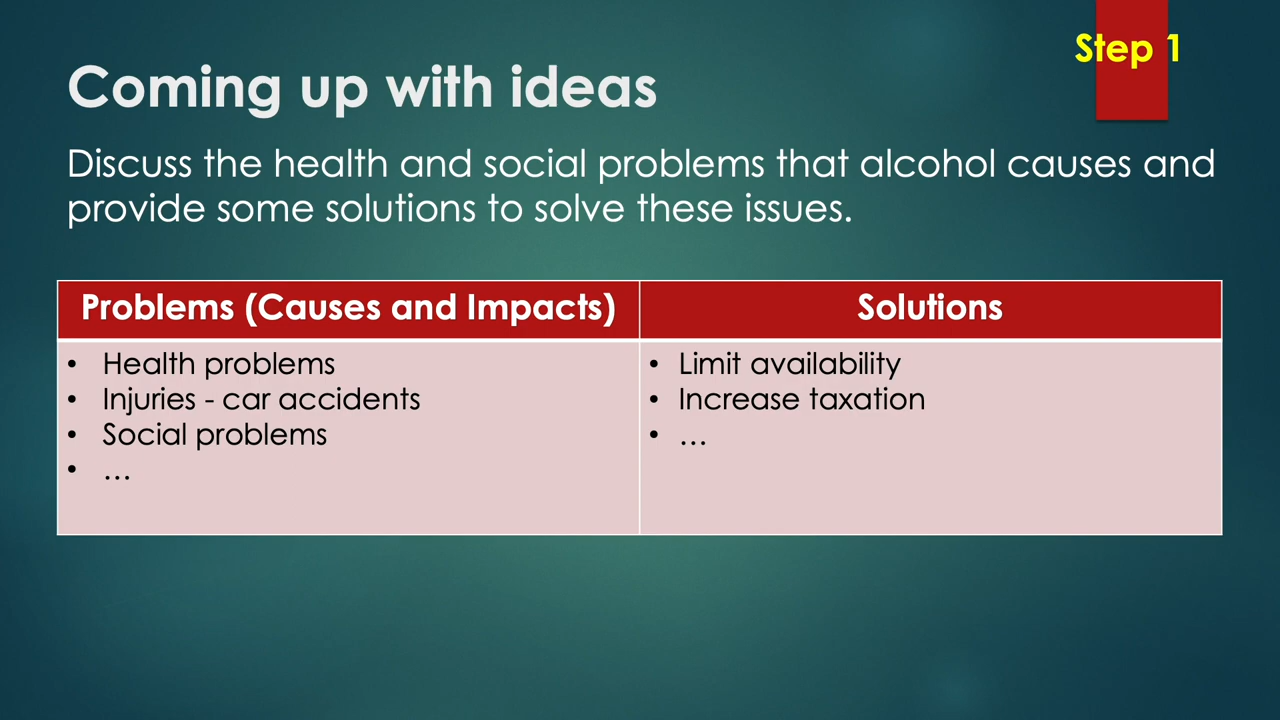 Step 1
Coming up with ideas
Discuss the health and social problems that alcohol causes and
provide some solutions to solve these issues.
Problems (Causes and Impacts)
• Health problems
• Injuries - car accidents
• Social problems
• …
Solutions
• Limit availability
• Increase taxation
• …